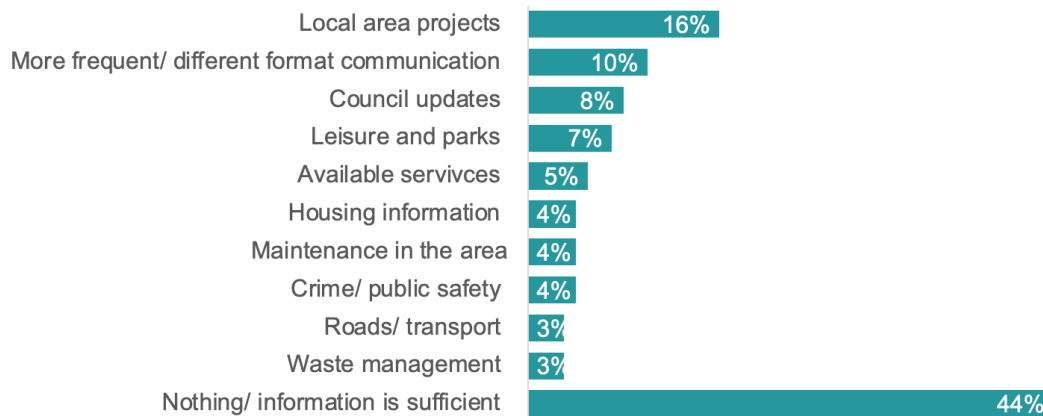 Local area projects 16%
More frequent/ different format communication 10%
Council updates 8%
Leisure and parks 7%
Available servivces 5%
Housing information 4%
Maintenance in the area 4%
Crime/ public safety 4%
Roads/ transport 3%
Waste management 3%
Nothing/ information is sufficient 44%